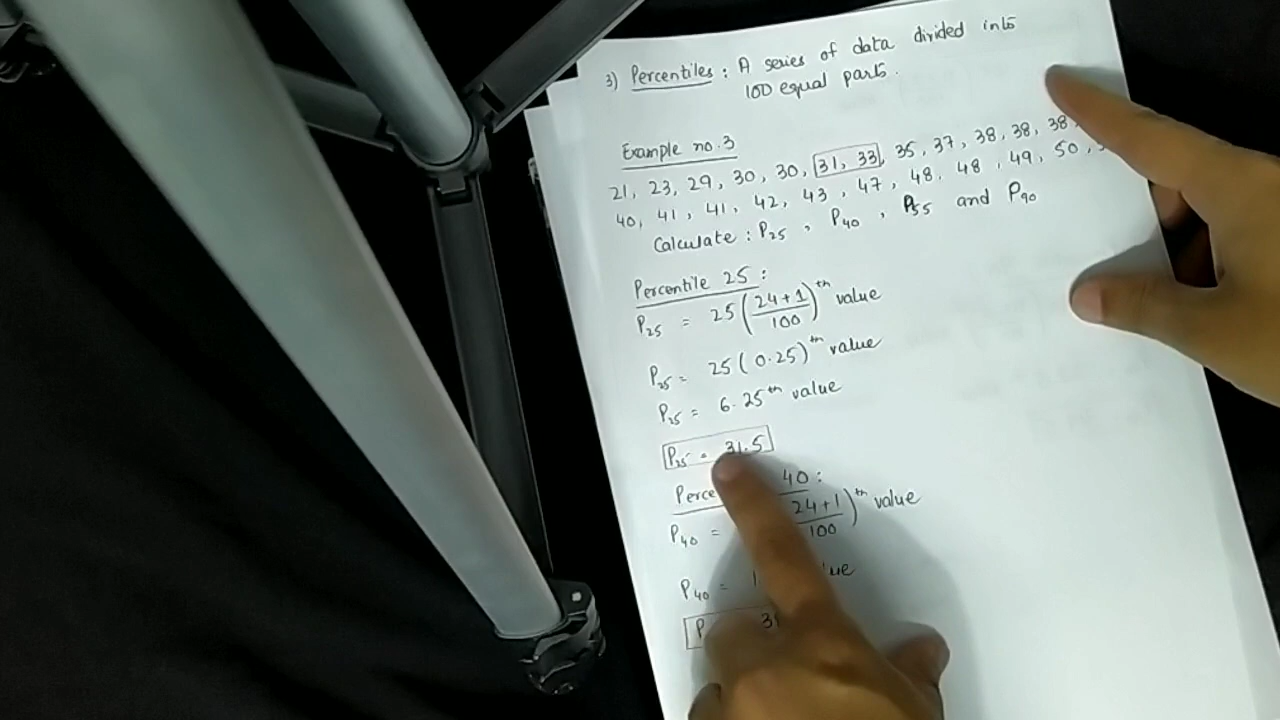 3) Percentiles : A series of data divided into
100 equal parts.
Example no.3
21, 23, 29, 30, 30, 31, 33, 35, 37, 38, 38, 38
40, 41, 41, 42, 43, 47, 48, 48, 49, 50,
Calculate : P25, P40, P55 and P90
Percentile 25 :
P25 = 25 (24+1/100)th value
P25 = 25 (0.25)th value
P25 = 6.25th value
P25 = 31.5
40 :
P40 = 24+1/100)th value
P40 =